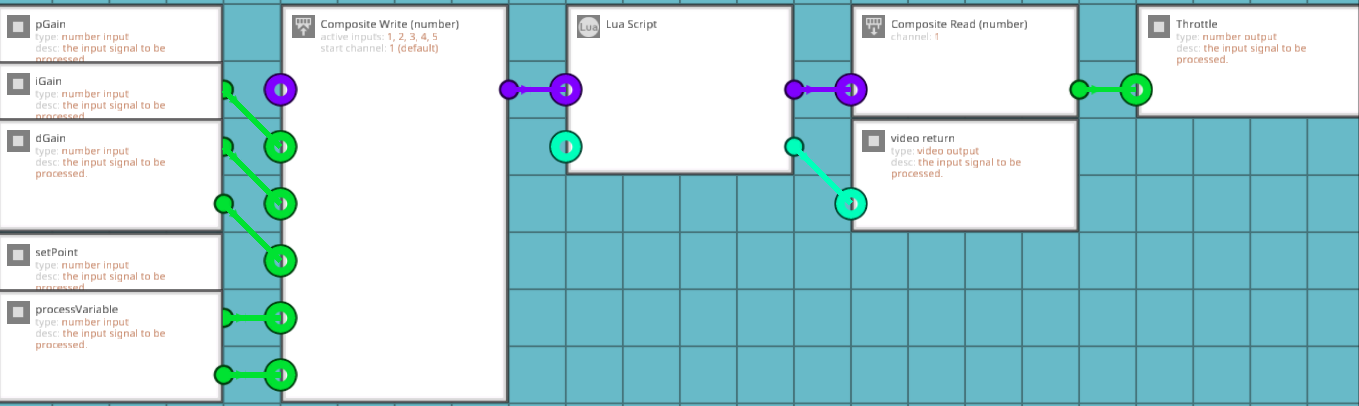 pGain
type: number input
desc: the input signal to be
processed.
iGain
type: number input
desc: the input signal to be
processed.
dGain
type: number input
desc: the input signal to be
processed.
setPoint
type: number input
desc: the input signal to be
processed.
processVariable
type: number input
desc: the input signal to be
processed.
Composite Write (number)
active inputs: 1, 2, 3, 4, 5
start channel: 1 (default)
Lua
Lua Script
Composite Read (number)
channel: 1
video return
type: video output
desc: the input signal to be
processed.
Throttle
type: number output
desc: the input signal to be
processed.